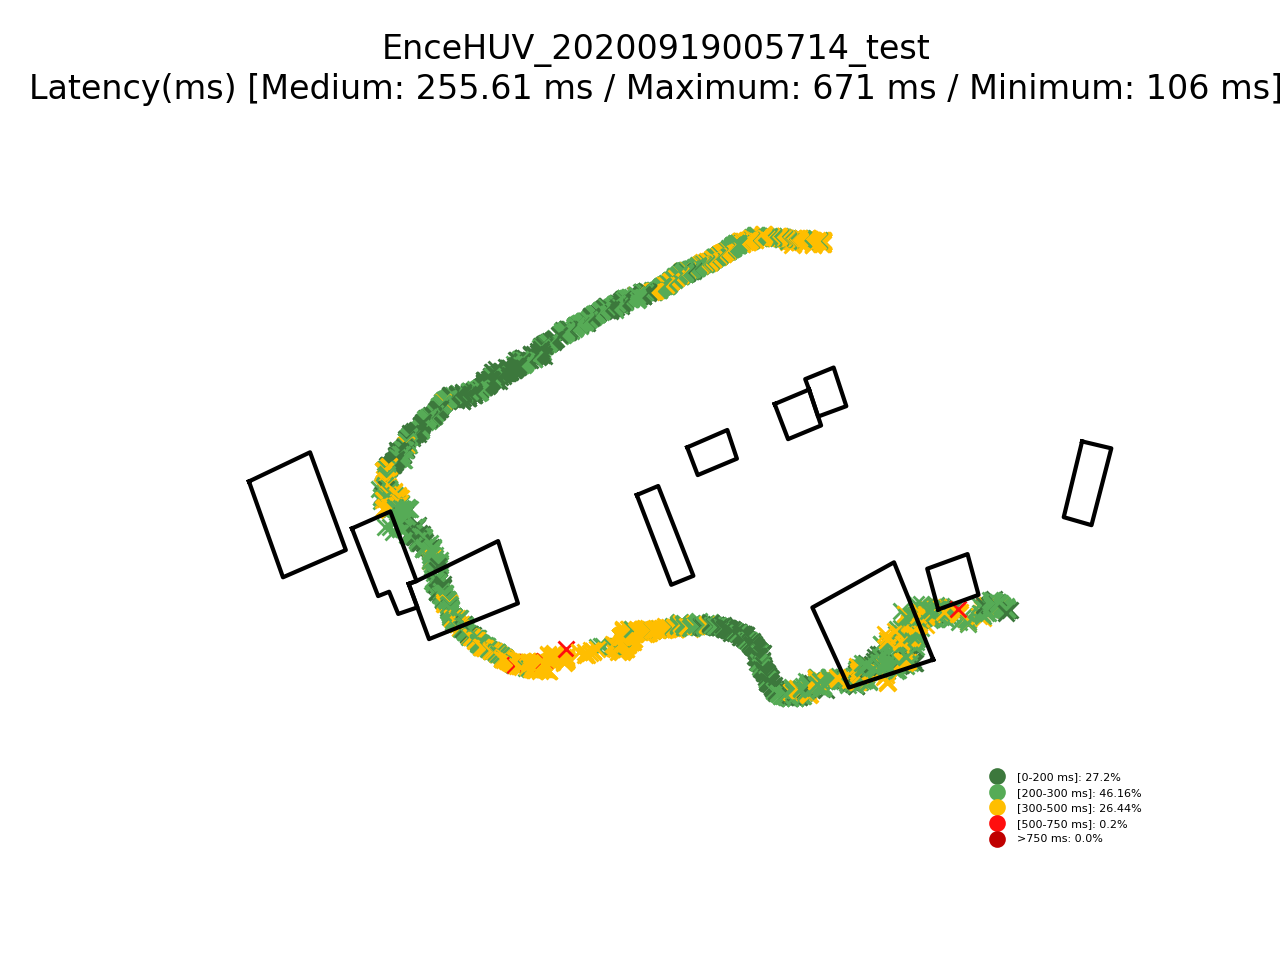 EnceHUV_20200919005714_test
Latency(ms) [Medium: 255.61 ms / Maximum: 671 ms / Minimum: 106 ms]
[0-200 ms]: 27.2%
[200-300 ms]: 46.16%
[300-500 ms]: 26.44%
[500-750 ms]: 0.2%
>750 ms: 0.0%